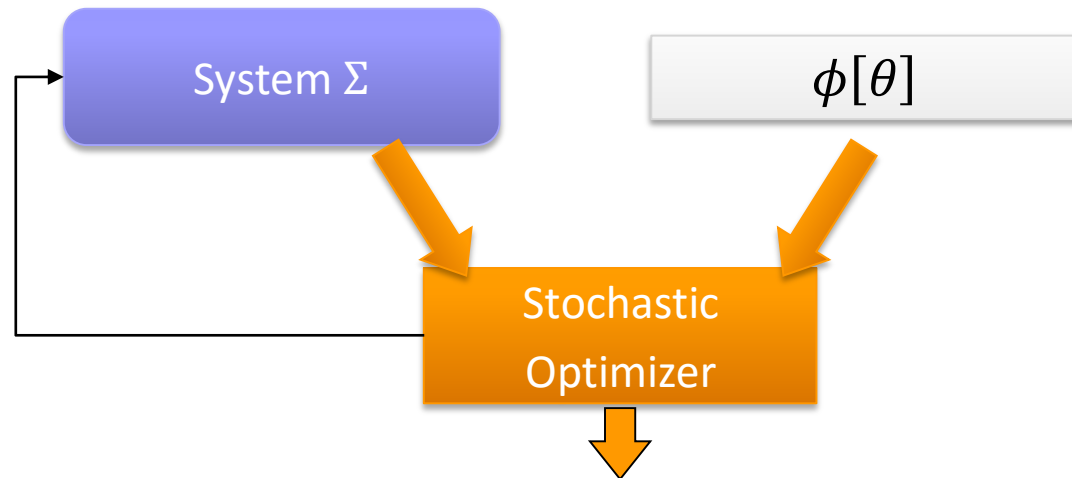 System Σ
𝜙[𝜃]
Stochastic
Optimizer